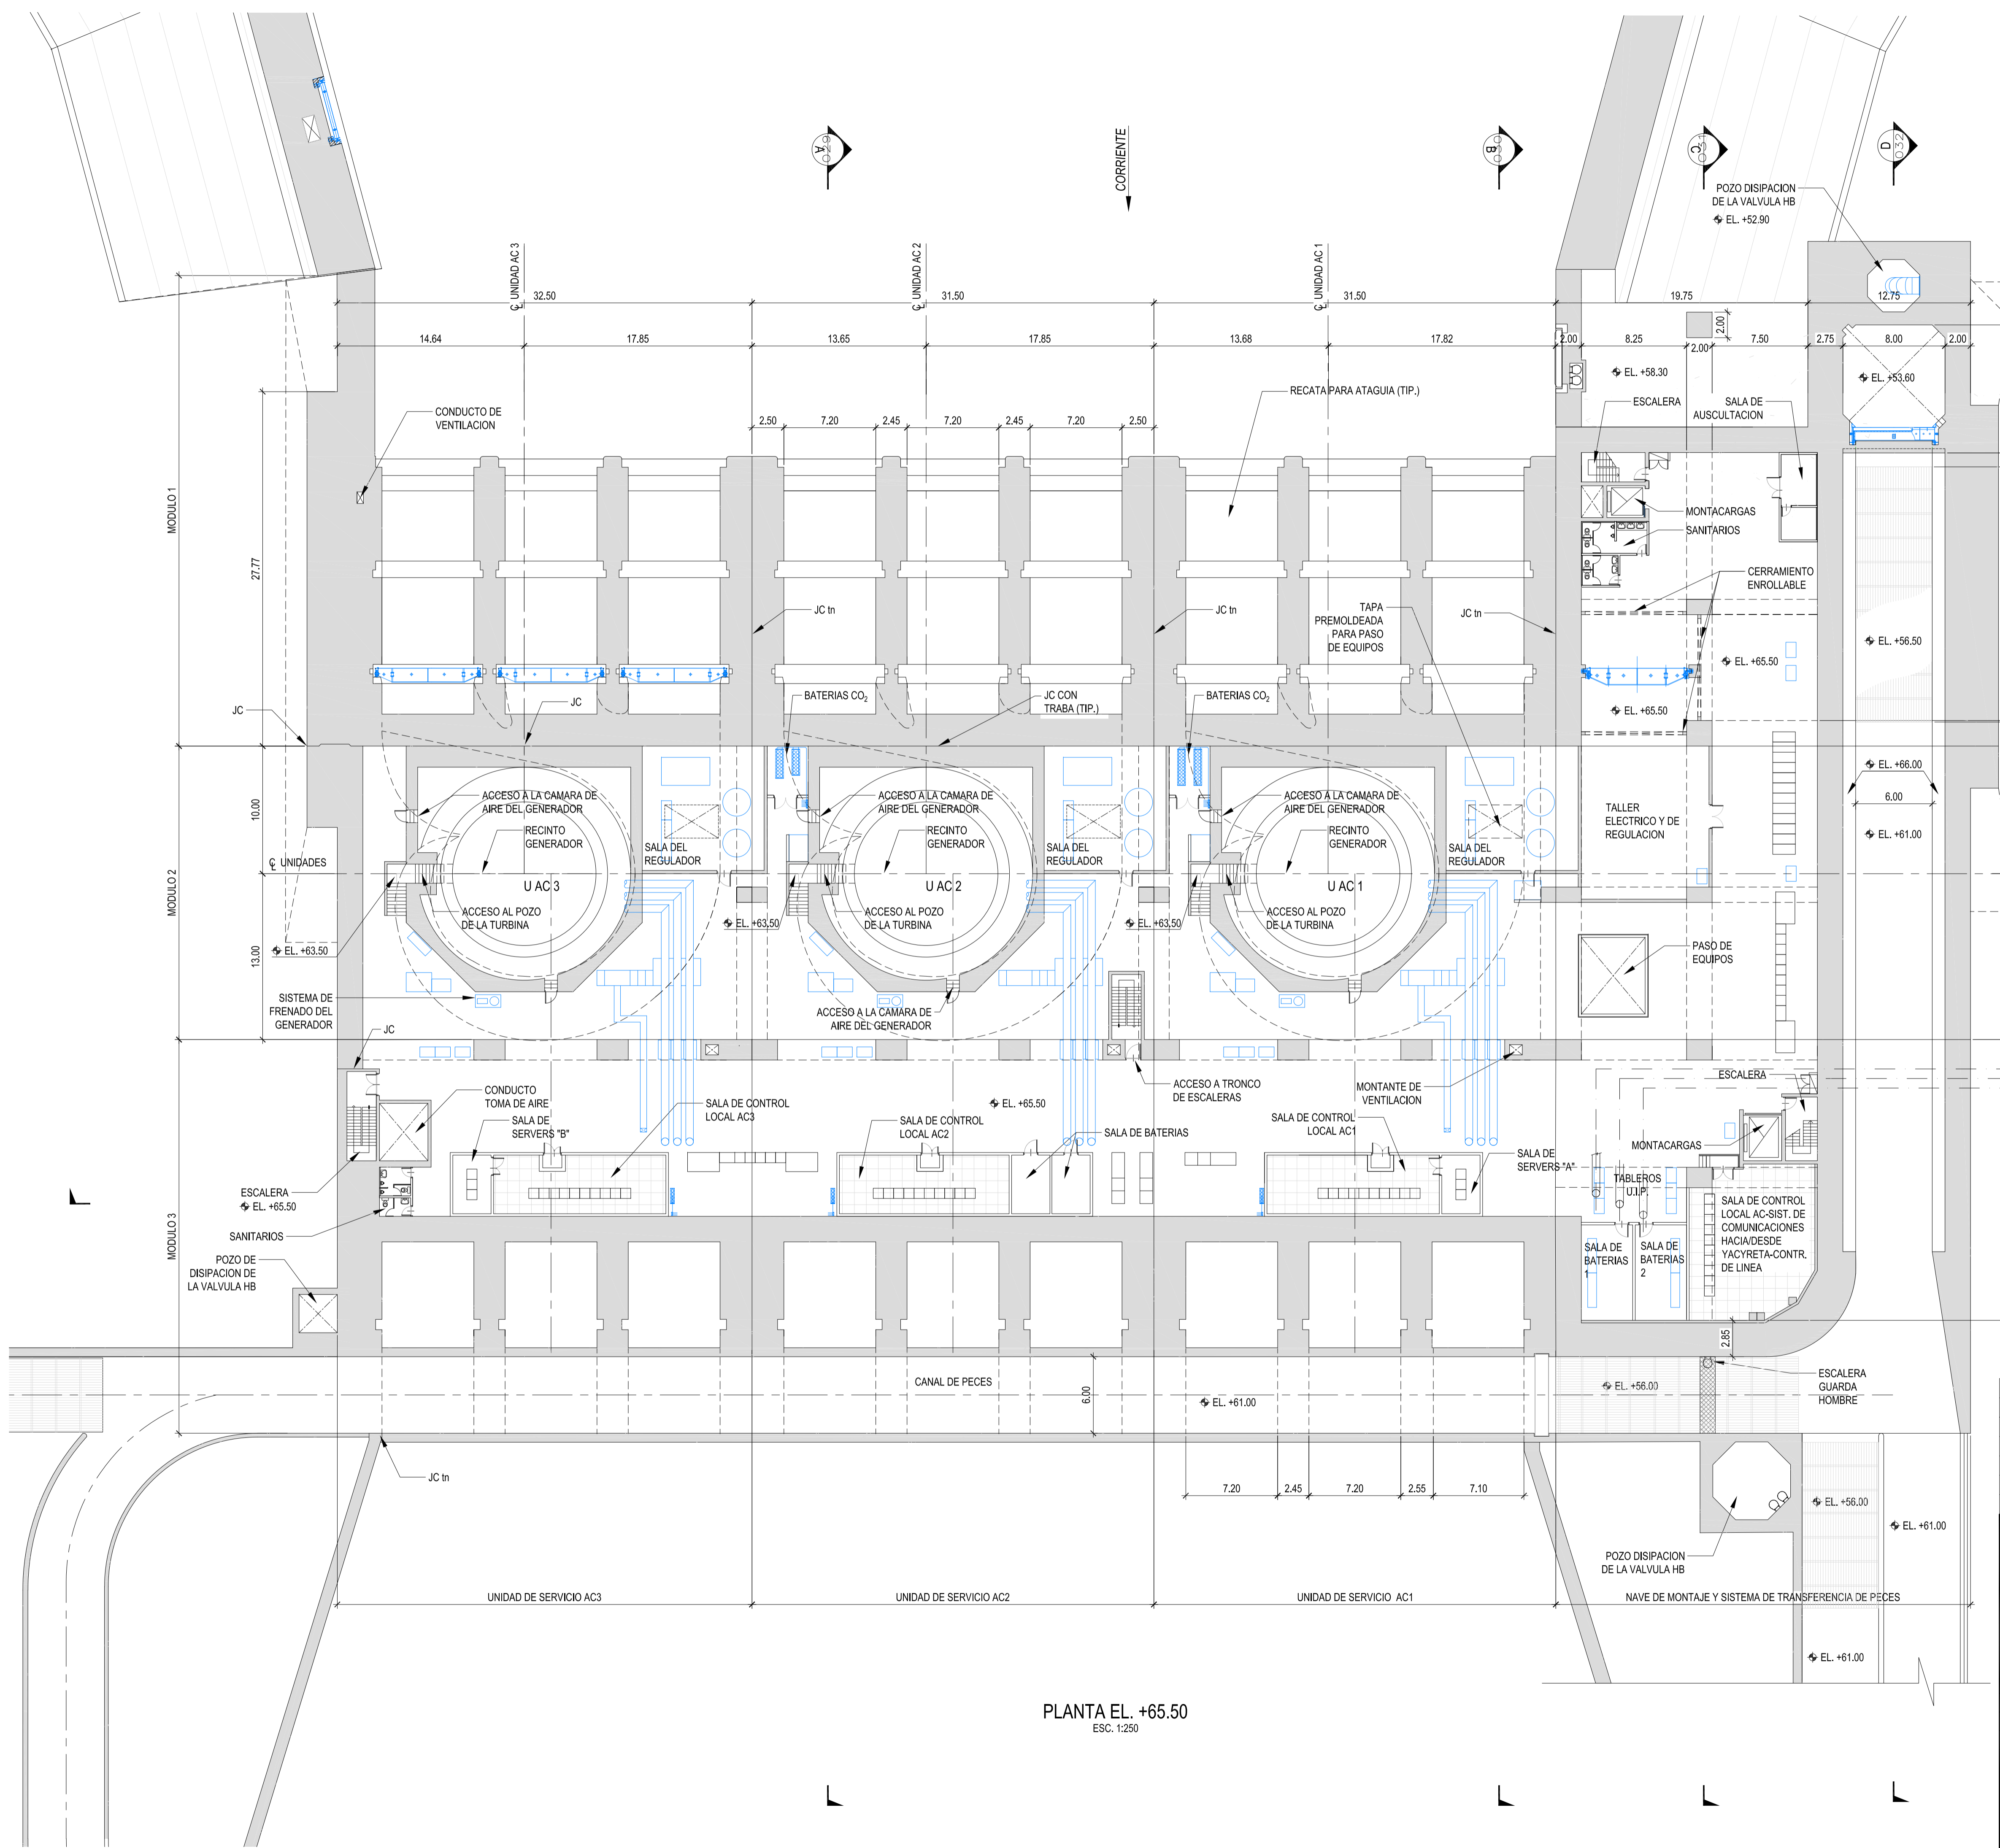 A
029
CORRIENTE
B
030
C
031
D
032
POZO DISIPACION
DE LA VALVULA HB
EL. +52.90
℄ UNIDAD AC 3
℄ UNIDAD AC 2
℄ UNIDAD AC 1
32.50
31.50
31.50
19.75
12.75
14.64
17.85
13.65
17.85
13.68
17.82
2.00
8.25
2.00
2.00
7.50
2.75
8.00
2.00
EL. +58.30
EL. +53.60
RECATA PARA ATAGUIA (TIP.)
ESCALERA
SALA DE
AUSCULTACION
CONDUCTO DE
VENTILACION
2.50
7.20
2.45
7.20
2.45
7.20
2.50
MODULO 1
27.77
MONTACARGAS
SANITARIOS
CERRAMIENTO
ENROLLABLE
JC tn
JC tn
TAPA
PREMOLDEADA
PARA PASO
DE EQUIPOS
JC tn
EL. +56.50
EL. +65.50
JC
JC
BATERIAS CO2
JC CON
TRABA (TIP.)
BATERIAS CO2
EL. +65.50
EL. +66.00
6.00
EL. +61.00
MODULO 2
10.00
13.00
ACCESO A LA CAMARA DE
AIRE DEL GENERADOR
RECINTO
GENERADOR
SALA DEL
REGULADOR
ACCESO A LA CAMARA DE
AIRE DEL GENERADOR
RECINTO
GENERADOR
SALA DEL
REGULADOR
ACCESO A LA CAMARA DE
AIRE DEL GENERADOR
RECINTO
GENERADOR
SALA DEL
REGULADOR
TALLER
ELECTRICO Y DE
REGULACION
℄ UNIDADES
U AC 3
U AC 2
U AC 1
ACCESO AL POZO
DE LA TURBINA
ACCESO AL POZO
DE LA TURBINA
ACCESO AL POZO
DE LA TURBINA
EL. +63.50
EL. +63.50
EL. +63.50
PASO DE
EQUIPOS
SISTEMA DE
FRENADO DEL
GENERADOR
ACCESO A LA CAMARA DE
AIRE DEL GENERADOR
JC
CONDUCTO
TOMA DE AIRE
SALA DE
SERVERS "B"
SALA DE CONTROL
LOCAL AC3
EL. +65.50
SALA DE CONTROL
LOCAL AC2
SALA DE BATERIAS
ACCESO A TRONCO
DE ESCALERAS
MONTANTE DE
VENTILACION
SALA DE CONTROL
LOCAL AC1
SALA DE
SERVERS "A"
ESCALERA
MONTACARGAS
TABLEROS
U.I.P.
SALA DE CONTROL
LOCAL AC-SIST. DE
COMUNICACIONES
HACIA/DESDE
YACYRETA-CONTR.
DE LINEA
SALA DE
BATERIAS
1
SALA DE
BATERIAS
2
MODULO 3
ESCALERA
EL. +65.50
SANITARIOS
POZO DE
DISIPACION DE
LA VALVULA HB
2.85
CANAL DE PECES
6.00
EL. +61.00
EL. +56.00
ESCALERA
GUARDA
HOMBRE
JC tn
7.20
2.45
7.20
2.55
7.10
EL. +56.00
EL. +61.00
POZO DISIPACION
DE LA VALVULA HB
UNIDAD DE SERVICIO AC3
UNIDAD DE SERVICIO AC2
UNIDAD DE SERVICIO AC1
NAVE DE MONTAJE Y SISTEMA DE TRANSFERENCIA DE PECES
EL. +61.00
PLANTA EL. +65.50
ESC. 1:250